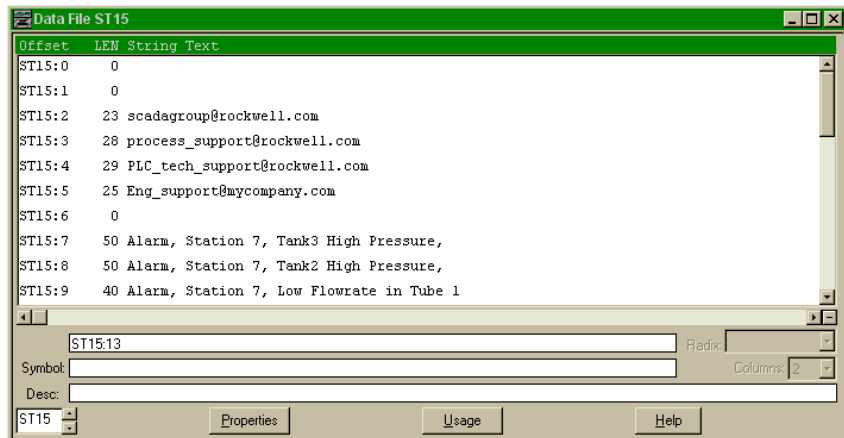 Data File ST15
Offset LEN String Text
ST15:0 0
ST15:1 0
ST15:2 23 scadagroup@rockwell.com
ST15:3 28 process_support@rockwell.com
ST15:4 29 PLC_tech_support@rockwell.com
ST15:5 25 Eng_support@mycompany.com
ST15:6 0
ST15:7 50 Alarm, Station 7, Tank3 High Pressure,
ST15:8 50 Alarm, Station 7, Tank2 High Pressure,
ST15:9 40 Alarm, Station 7, Low Flowrate in Tube 1
ST15:13 Radix:
Symbol: Columns: 2
Desc:
ST15 Properties Usage Help